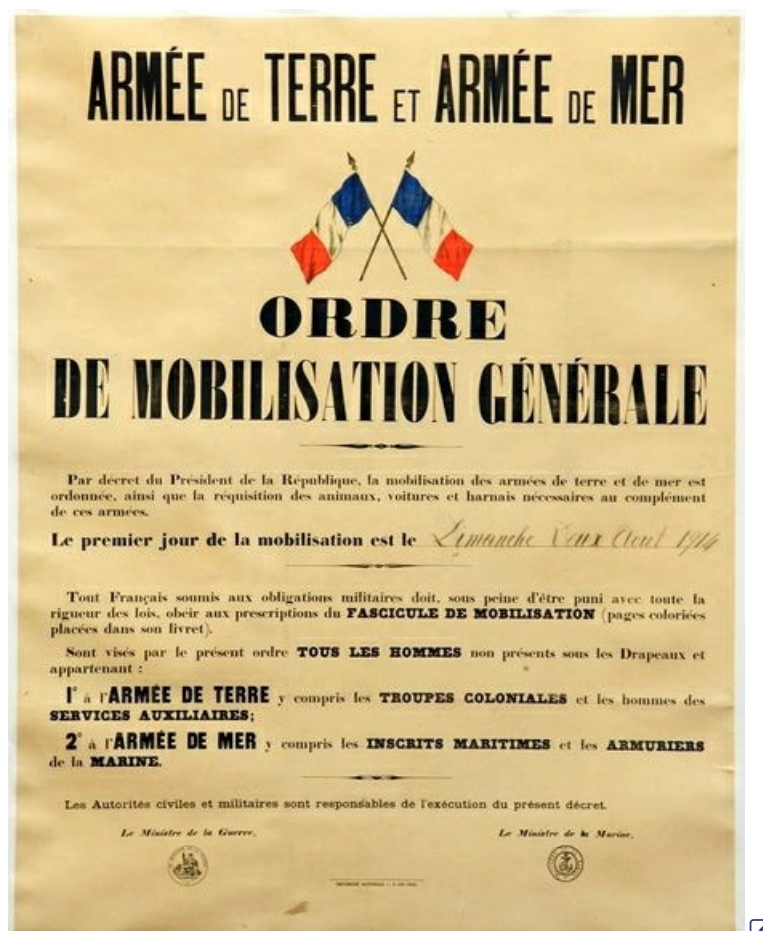 ARMÉE DE TERRE ET ARMÉE DE MER
ORDRE
DE MOBILISATION GÉNÉRALE
Par décret du Président de la République, la mobilisation des armées de terre et de mer est
ordonnée, ainsi que la réquisition des animaux, voitures et harnais nécessaires au complément
de ces armées.
Le premier jour de la mobilisation est le Dimanche Deux Août 1914
Tout Français soumis aux obligations militaires doit, sous peine d'être puni avec toute la
rigueur des lois, obéir aux prescriptions du FASCICULE DE MOBILISATION (pages coloriées
placées dans son livret).
Sont visés par le présent ordre TOUS LES HOMMES non présents sous les Drapeaux et
appartenant :
1° à l'ARMÉE DE TERRE y compris les TROUPES COLONIALES et les hommes des
SERVICES AUXILIAIRES;
2° à l'ARMÉE DE MER y compris les INSCRITS MARITIMES et les ARMURIERS
de la MARINE.
Les Autorités civiles et militaires sont responsables de l'exécution du présent décret.
Le Ministre de la Guerre, Le Ministre de la Marine,